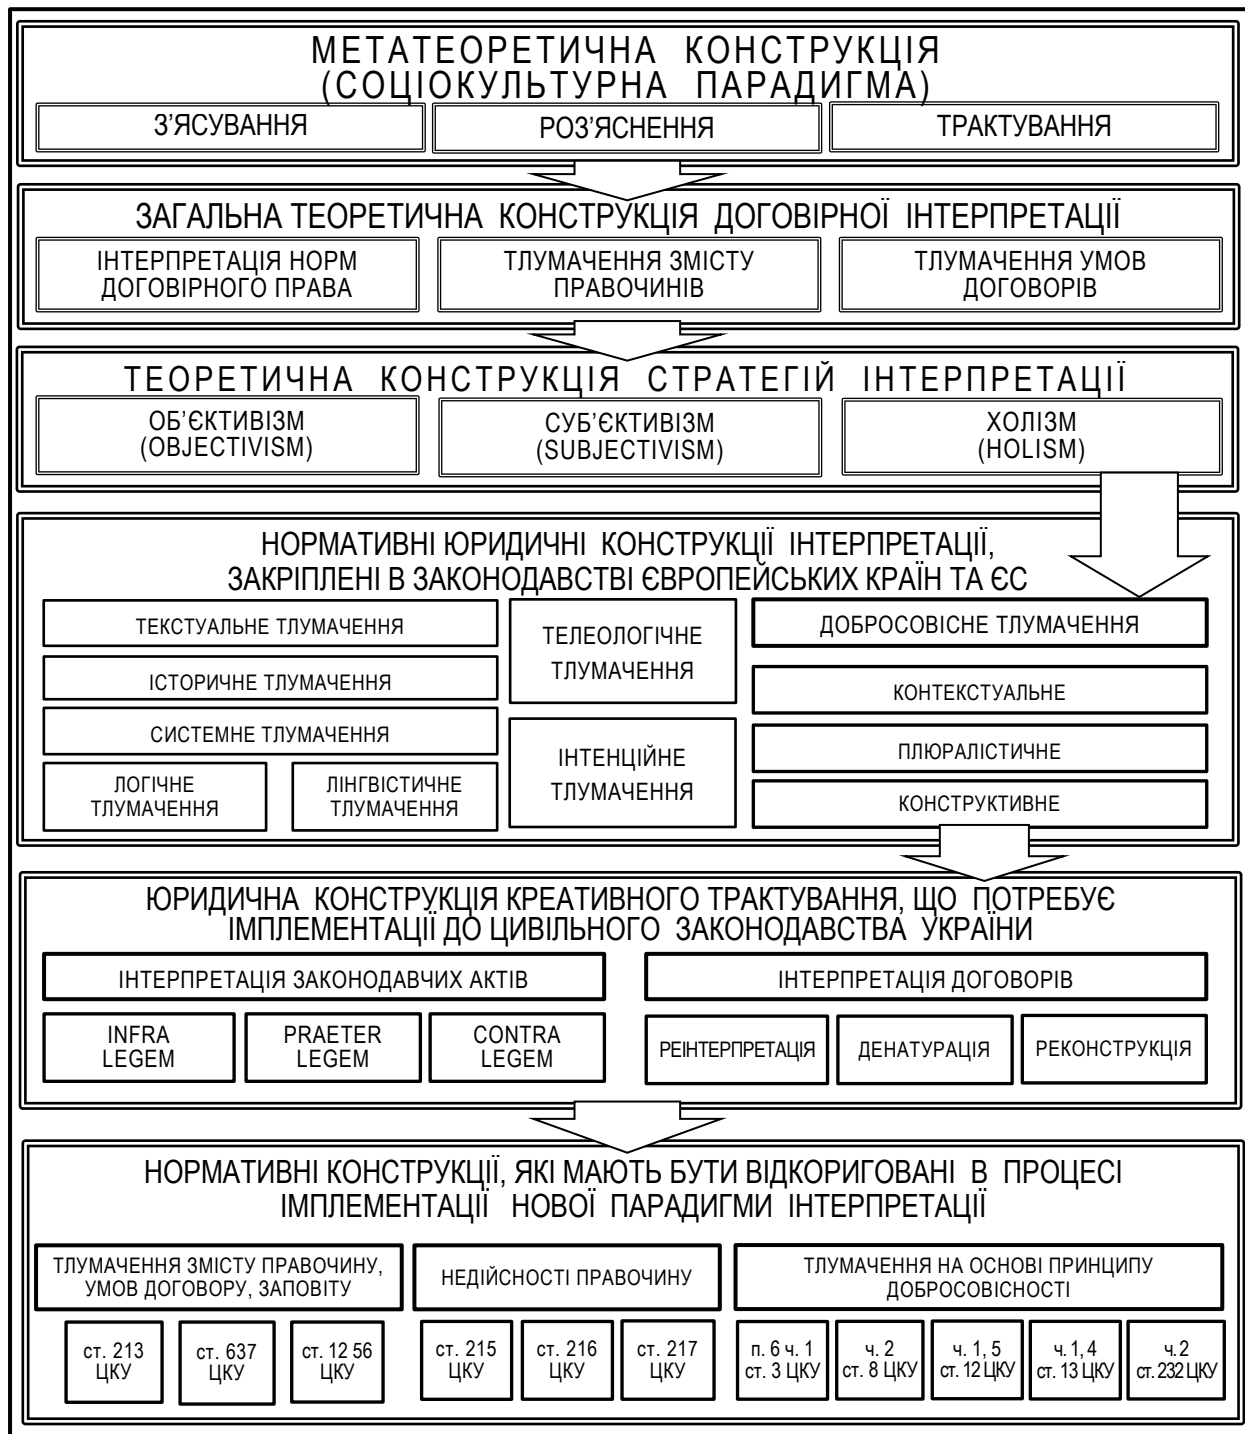 МЕТАТЕОРЕТИЧНА КОНСТРУКЦІЯ
(СОЦІОКУЛЬТУРНА ПАРАДИГМА)
З'ЯСУВАННЯ
РОЗ'ЯСНЕННЯ
ТРАКТУВАННЯ
ЗАГАЛЬНА ТЕОРЕТИЧНА КОНСТРУКЦІЯ ДОГОВІРНОЇ ІНТЕРПРЕТАЦІЇ
ІНТЕРПРЕТАЦІЯ НОРМ
ДОГОВІРНОГО ПРАВА
ТЛУМАЧЕННЯ ЗМІСТУ
ПРАВОЧИНІВ
ТЛУМАЧЕННЯ УМОВ
ДОГОВОРІВ
ТЕОРЕТИЧНА КОНСТРУКЦІЯ СТРАТЕГІЙ ІНТЕРПРЕТАЦІЇ
ОБ'ЄКТИВІЗМ
(OBJECTIVISM)
СУБ'ЄКТИВІЗМ
(SUBJECTIVISM)
ХОЛІЗМ
(HOLISM)
НОРМАТИВНІ ЮРИДИЧНІ КОНСТРУКЦІЇ ІНТЕРПРЕТАЦІЇ,
ЗАКРІПЛЕНІ В ЗАКОНОДАВСТВІ ЄВРОПЕЙСЬКИХ КРАЇН ТА ЄС
ТЕКСТУАЛЬНЕ ТЛУМАЧЕННЯ
ІСТОРИЧНЕ ТЛУМАЧЕННЯ
СИСТЕМНЕ ТЛУМАЧЕННЯ
ЛОГІЧНЕ
ТЛУМАЧЕННЯ
ЛІНГВІСТИЧНЕ
ТЛУМАЧЕННЯ
ТЕЛЕОЛОГІЧНЕ
ТЛУМАЧЕННЯ
ІНТЕНЦІЙНЕ
ТЛУМАЧЕННЯ
ДОБРОСОВІСНЕ ТЛУМАЧЕННЯ
КОНТЕКСТУАЛЬНЕ
ПЛЮРАЛІСТИЧНЕ
КОНСТРУКТИВНЕ
ЮРИДИЧНА КОНСТРУКЦІЯ КРЕАТИВНОГО ТРАКТУВАННЯ, ЩО ПОТРЕБУЄ
ІМПЛЕМЕНТАЦІЇ ДО ЦИВІЛЬНОГО ЗАКОНОДАВСТВА УКРАЇНИ
ІНТЕРПРЕТАЦІЯ ЗАКОНОДАВЧИХ АКТІВ
ІНТЕРПРЕТАЦІЯ ДОГОВОРІВ
INFRA
LEGEM
PRAETER
LEGEM
CONTRA
LEGEM
РЕІНТЕРПРЕТАЦІЯ
ДЕНАТУРАЦІЯ
РЕКОНСТРУКЦІЯ
НОРМАТИВНІ КОНСТРУКЦІЇ, ЯКІ МАЮТЬ БУТИ ВІДКОРИГОВАНІ В ПРОЦЕСІ
ІМПЛЕМЕНТАЦІЇ НОВОЇ ПАРАДИГМИ ІНТЕРПРЕТАЦІЇ
ТЛУМАЧЕННЯ ЗМІСТУ ПРАВОЧИНУ,
УМОВ ДОГОВОРУ, ЗАПОВІТУ
НЕДІЙСНОСТІ ПРАВОЧИНУ
ТЛУМАЧЕННЯ НА ОСНОВІ ПРИНЦИПУ
ДОБРОСОВІСНОСТІ
ст. 213
ЦКУ
ст. 637
ЦКУ
ст. 12 56
ЦКУ
ст. 215
ЦКУ
ст. 216
ЦКУ
ст. 217
ЦКУ
п. 6 ч. 1
ст. 3 ЦКУ
ч. 2
ст. 8 ЦКУ
ч. 1, 5
ст. 12 ЦКУ
ч. 1, 4
ст. 13 ЦКУ
ч. 2
ст. 232 ЦКУ